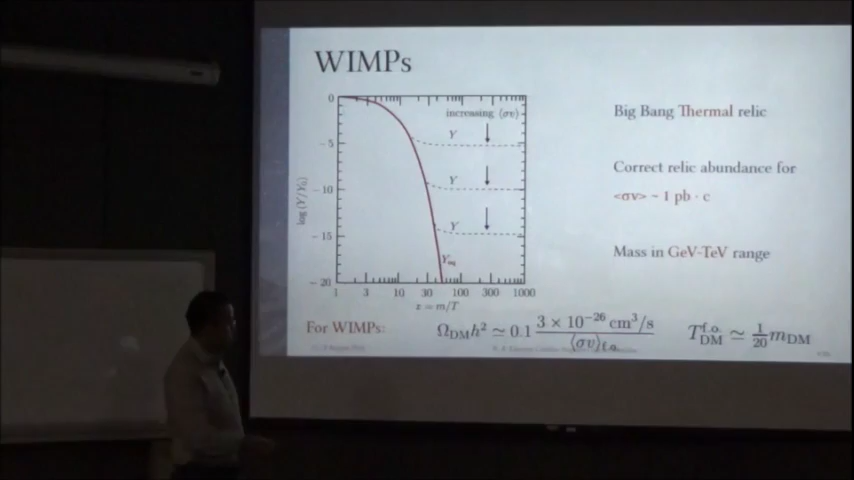 WIMPs
0
−5
−10
−15
−20
log (Y/Y₀)
increasing ⟨σv⟩
Y
Y
Y
Y_eq
1 3 10 30 100 300 1000
x = m/T
Big Bang Thermal relic
Correct relic abundance for
<σv> ~ 1 pb · c
Mass in GeV-TeV range
For WIMPs:
Ω_DM h² ≃ 0.1 3 × 10⁻²⁶ cm³/s / ⟨σv⟩_f.o.
T_DM^f.o. ≃ 1/20 m_DM